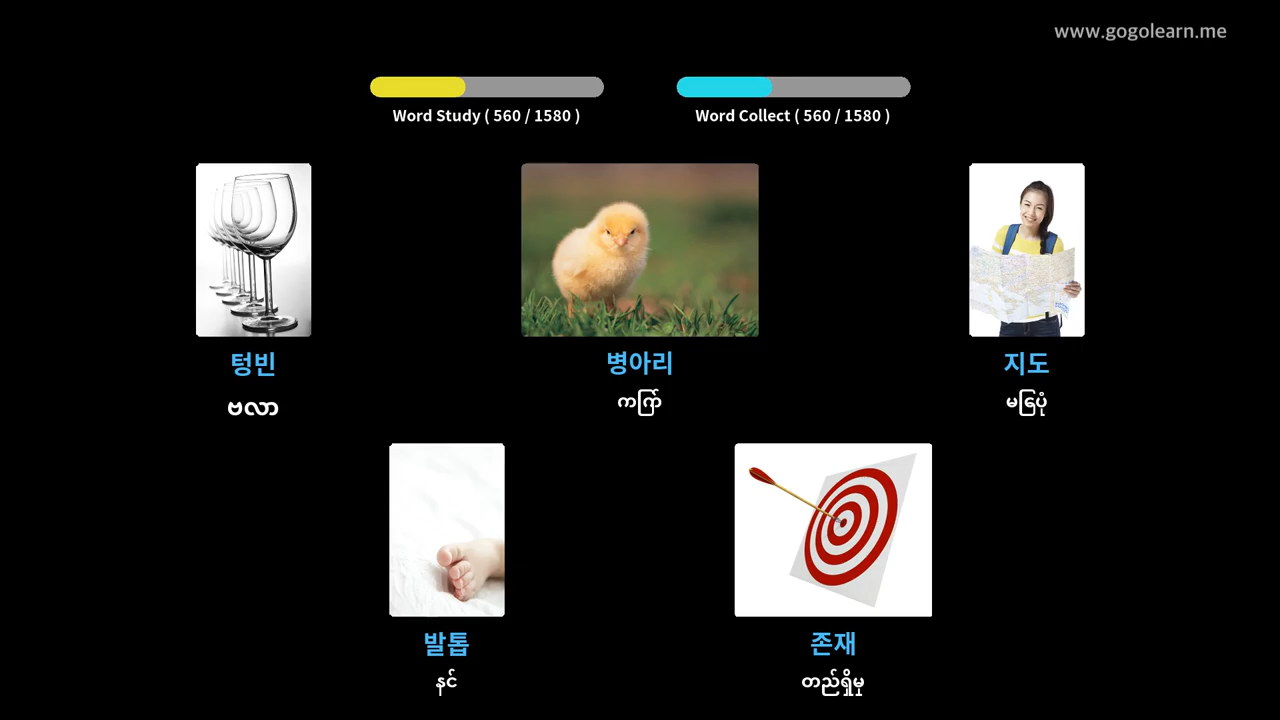 www.gogolearn.me
Word Study ( 560 / 1580 )
Word Collect ( 560 / 1580 )
텅빈
ဗလာ
병아리
ကြက်
지도
မြေပုံ
발톱
နင်
존재
တည်ရှိမှ